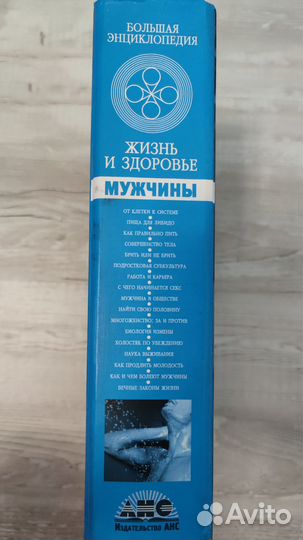 БОЛЬШАЯ
ЭНЦИКЛОПЕДИЯ
ЖИЗНЬ
И ЗДОРОВЬЕ
МУЖЧИНЫ
ОТ КЛЕТКИ К СИСТЕМЕ
ПИЩА ДЛЯ ЛИБИДО
КАК ПРАВИЛЬНО ПИТЬ
СОВЕРШЕНСТВО ТЕЛА
БРИТЬ ИЛИ НЕ БРИТЬ
ПОДРОСТКОВАЯ СУБКУЛЬТУРА
РАБОТА И КАРЬЕРА
С ЧЕГО НАЧИНАЕТСЯ СЕКС
МУЖЧИНА В ОБЩЕСТВЕ
НАЙТИ СВОЮ ПОЛОВИНУ
МНОГОЖЕНСТВО: ЗА И ПРОТИВ
БИОЛОГИЯ ИЗМЕНЫ
ХОЛОСТЯК ПО УБЕЖДЕНИЮ
НАУКА ВЫЖИВАНИЯ
КАК ПРОДЛИТЬ МОЛОДОСТЬ
КАК И ЧЕМ БОЛЕЮТ МУЖЧИНЫ
ВЕЧНЫЕ ЗАКОНЫ ЖИЗНИ
АНС
Издательство АНС
Avito